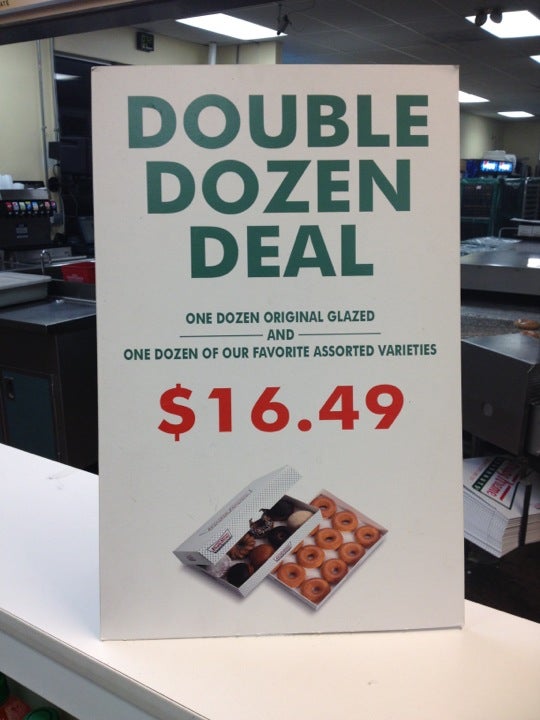 DOUBLE
DOZEN
DEAL
ONE DOZEN ORIGINAL GLAZED
AND
ONE DOZEN OF OUR FAVORITE ASSORTED VARIETIES
$16.49